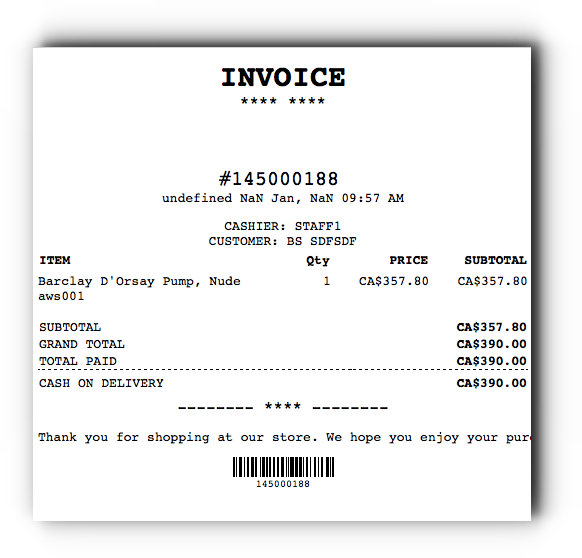 INVOICE
**** ****
#145000188
undefined NaN Jan, NaN 09:57 AM
CASHIER: STAFF1
CUSTOMER: BS SDFSDF
ITEM Qty PRICE SUBTOTAL
Barclay D'Orsay Pump, Nude 1 CA$357.80 CA$357.80
aws001
SUBTOTAL CA$357.80
GRAND TOTAL CA$390.00
TOTAL PAID CA$390.00
CASH ON DELIVERY CA$390.00
-------- **** --------
Thank you for shopping at our store. We hope you enjoy your
145000188